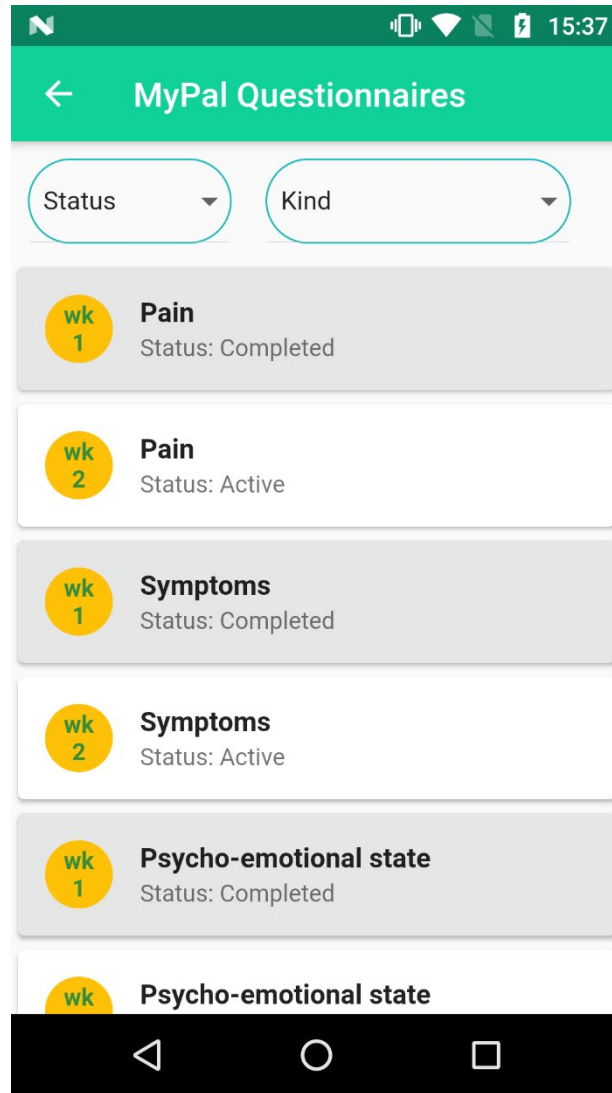 15:37
MyPal Questionnaires
Status
Kind
wk
1
Pain
Status: Completed
wk
2
Pain
Status: Active
wk
1
Symptoms
Status: Completed
wk
2
Symptoms
Status: Active
wk
1
Psycho-emotional state
Status: Completed
wk
Psycho-emotional state